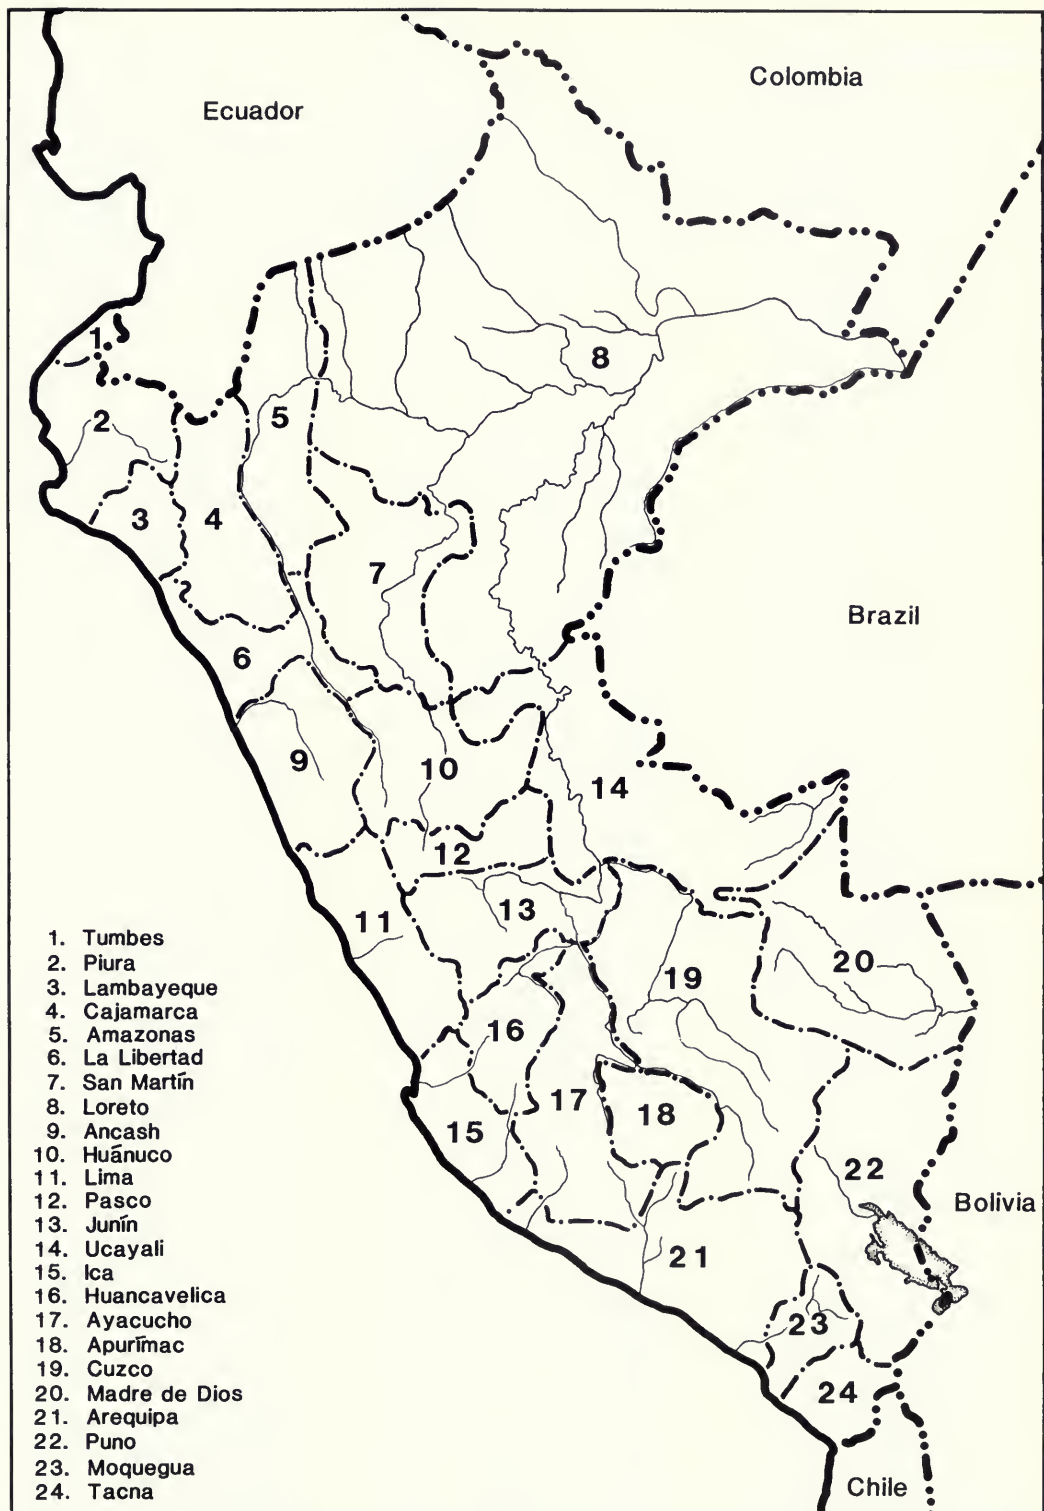 Colombia
Ecuador
1
8
2
5
3
4
7
Brazil
6
9
10
14
12
13
11
20
19
16
17
18
15
22
Bolivia
21
23
24
Chile
1. Tumbes
2. Piura
3. Lambayeque
4. Cajamarca
5. Amazonas
6. La Libertad
7. San Martín
8. Loreto
9. Ancash
10. Huánuco
11. Lima
12. Pasco
13. Junín
14. Ucayali
15. Ica
16. Huancavelica
17. Ayacucho
18. Apurímac
19. Cuzco
20. Madre de Dios
21. Arequipa
22. Puno
23. Moquegua
24. Tacna